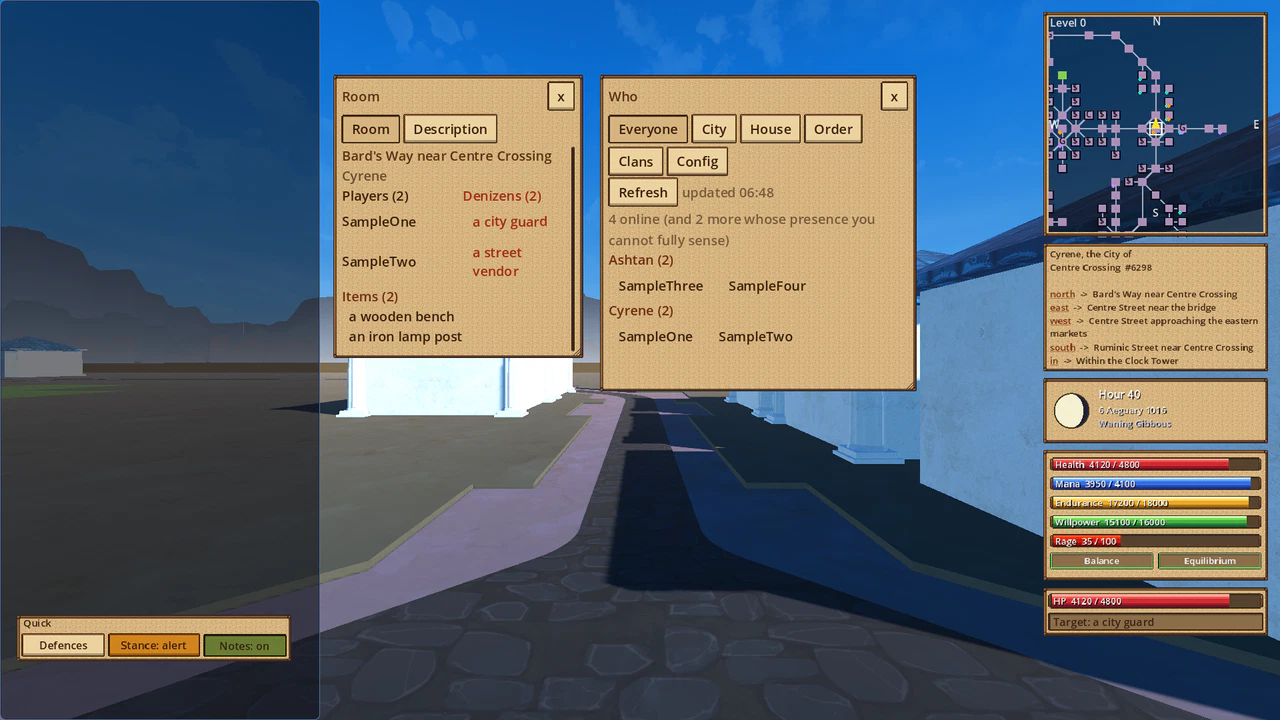 Room
x
Room
Description
Bard's Way near Centre Crossing
Cyrene
Players (2)
Denizens (2)
SampleOne
a city guard
SampleTwo
a street
vendor
Items (2)
a wooden bench
an iron lamp post
Who
x
Everyone
City
House
Order
Clans
Config
Refresh
updated 06:48
4 online (and 2 more whose presence you
cannot fully sense)
Ashtan (2)
SampleThree
SampleFour
Cyrene (2)
SampleOne
SampleTwo
Level 0
N
W
E
S
Cyrene, the City of
Centre Crossing #6298
north -> Bard's Way near Centre Crossing
east -> Centre Street near the bridge
west -> Centre Street approaching the eastern
markets
south -> Ruminic Street near Centre Crossing
in -> Within the Clock Tower
Hour 40
6 Aeguary 1016
Waning Gibbous
Health 4120 / 4800
Mana 3950 / 4100
Endurance 17200 / 18000
Willpower 15100 / 16000
Rage 35 / 100
Balance
Equilibrium
HP 4120 / 4800
Target: a city guard
Quick
Defences
Stance: alert
Notes: on